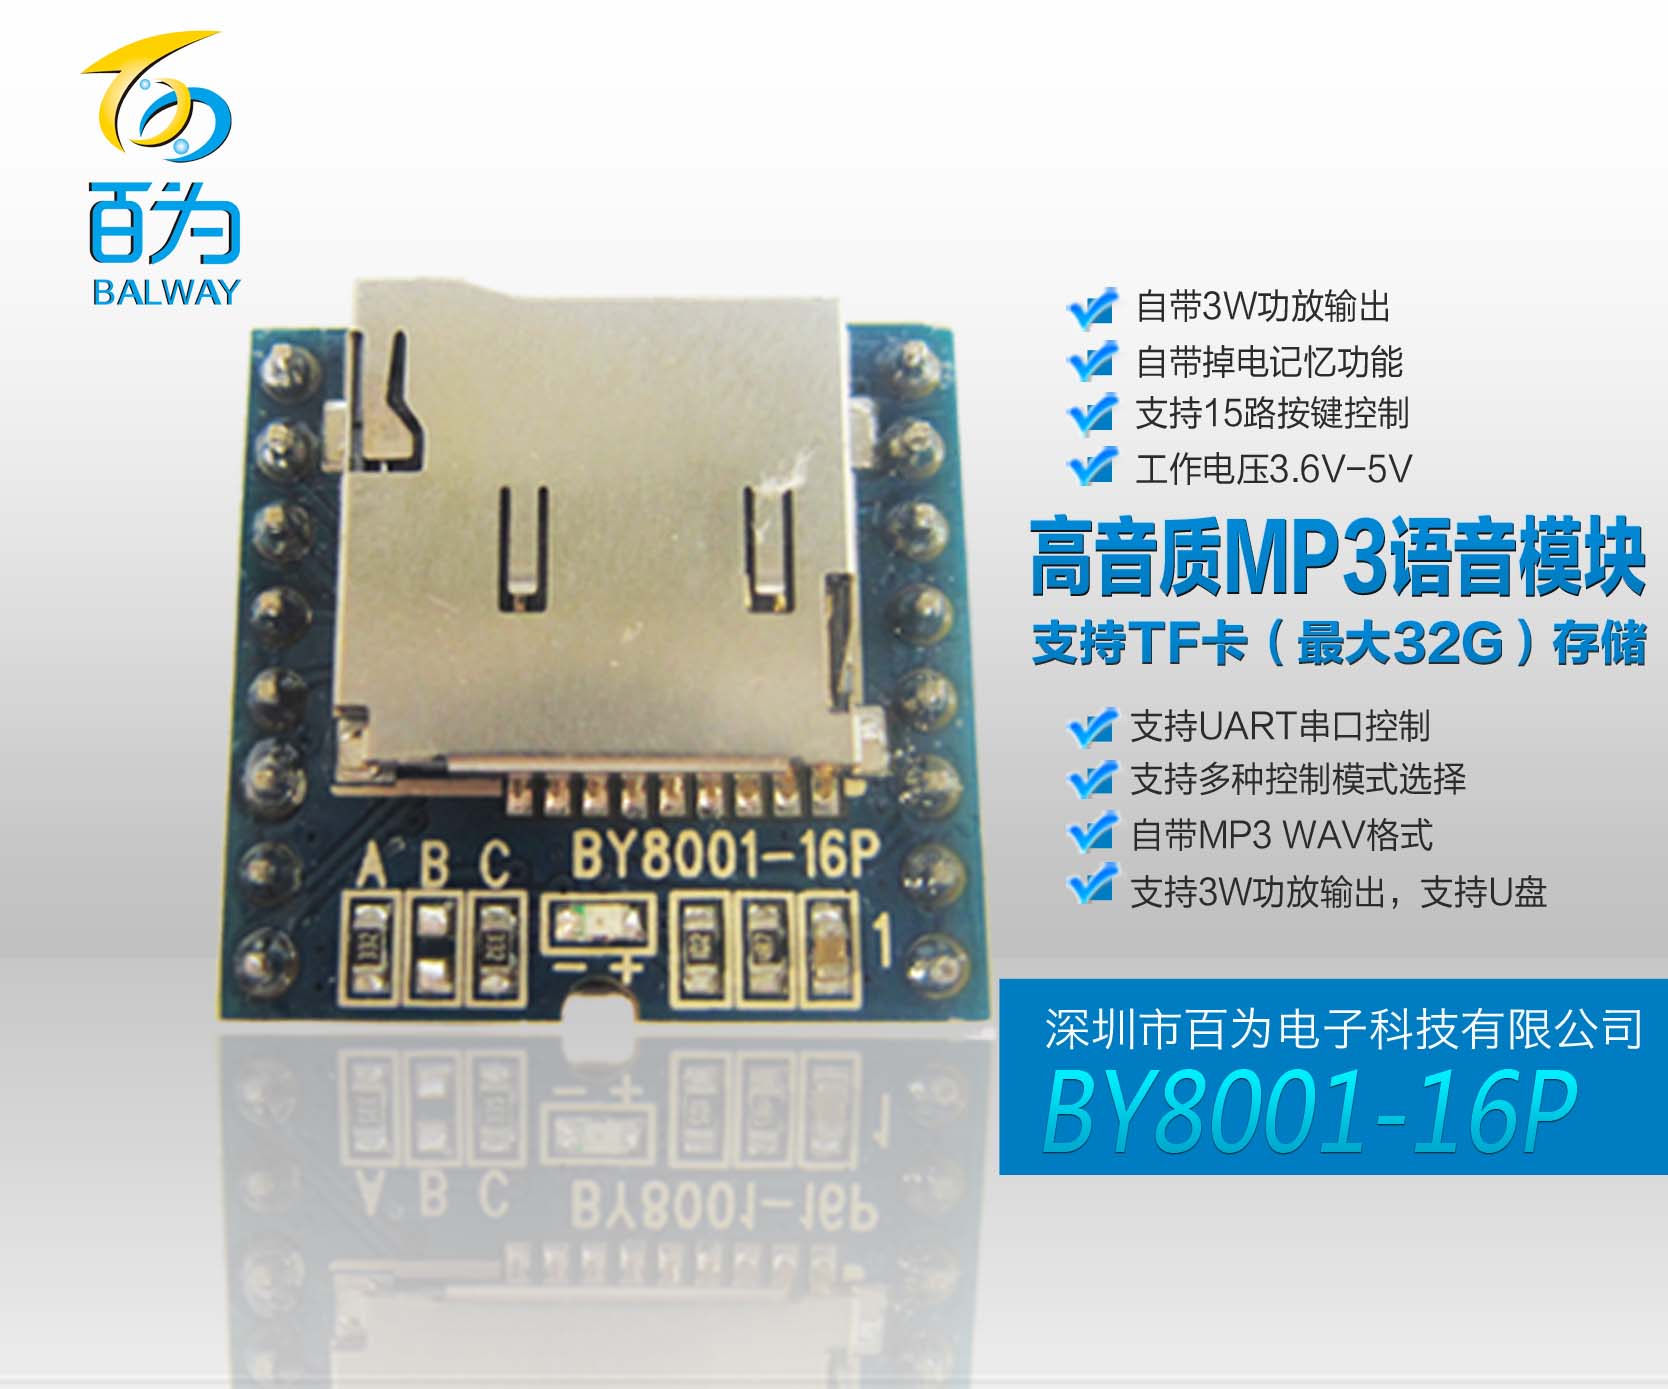 百为
BALWAY
自带3W功放输出
自带掉电记忆功能
支持15路按键控制
工作电压3.6V-5V
高音质MP3语音模块
支持TF卡（最大32G）存储
支持UART串口控制
支持多种控制模式选择
自带MP3 WAV格式
支持3W功放输出，支持U盘
深圳市百为电子科技有限公司
BY8001-16P
BY8001-16P
A B C
332
1
- +